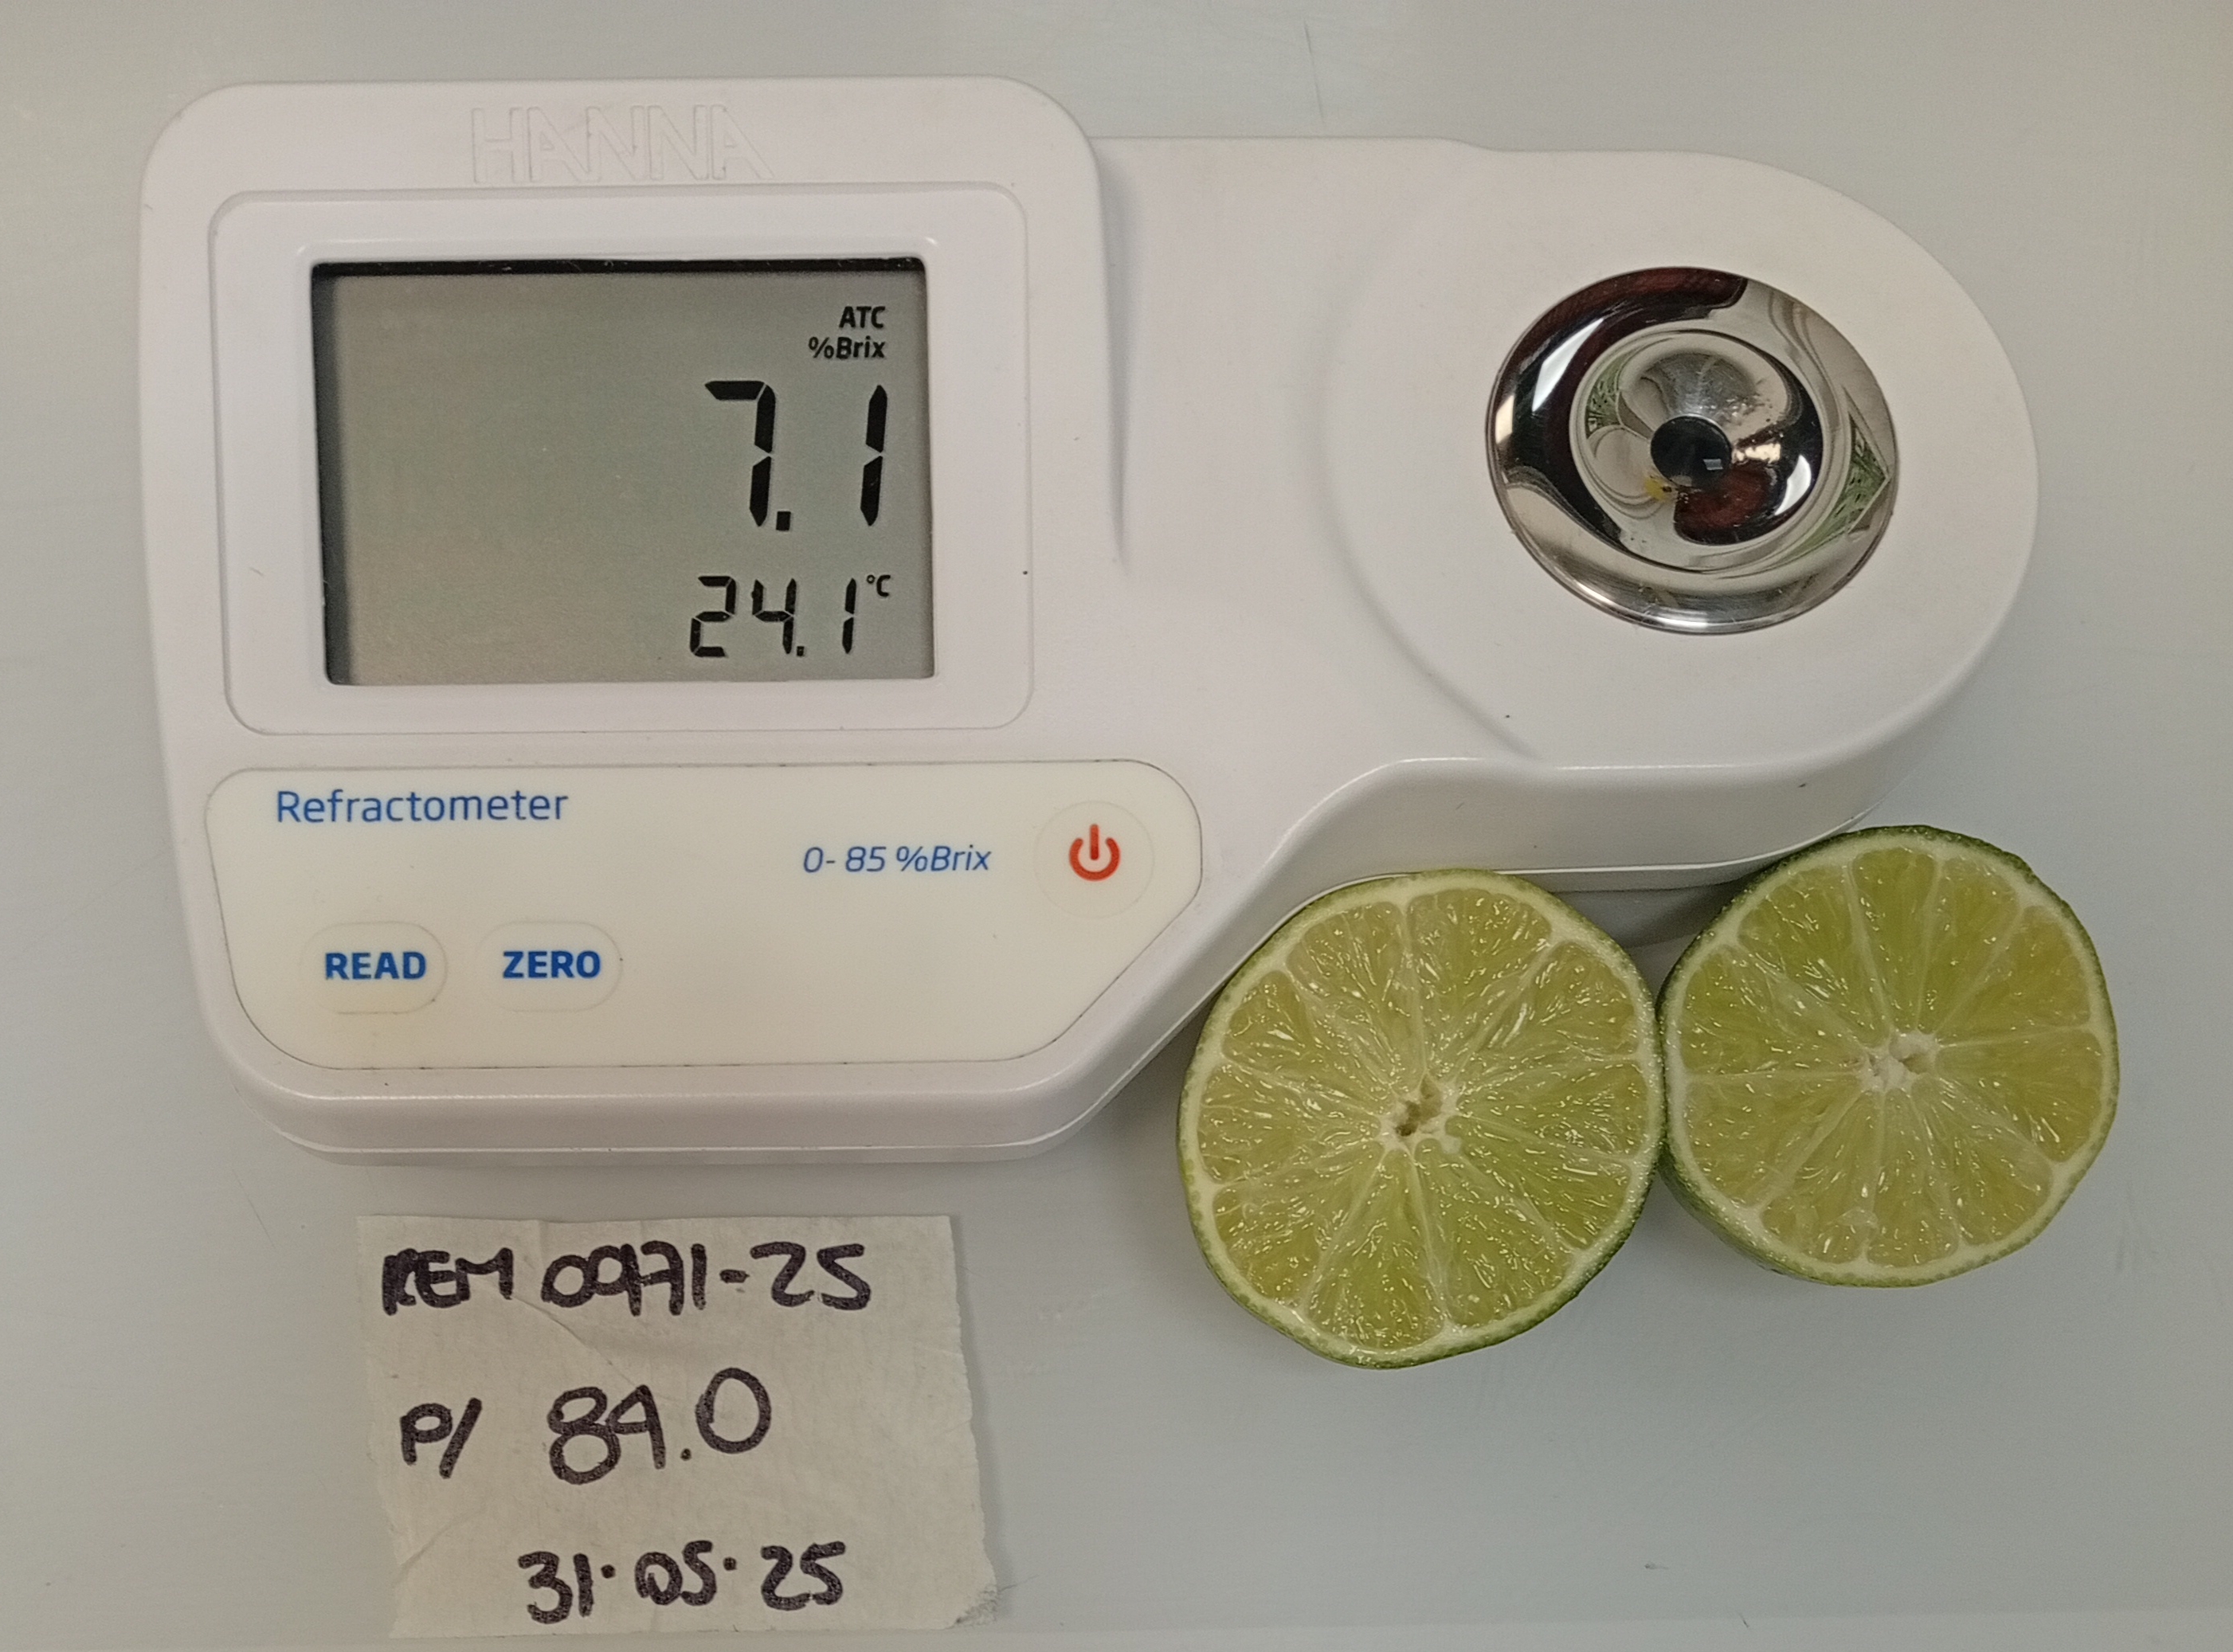 HANNA
ATC
%Brix
7.1
24.1°C
Refractometer
0- 85 %Brix
READ ZERO
REM 0971-25
P/ 89.0
31·05·25